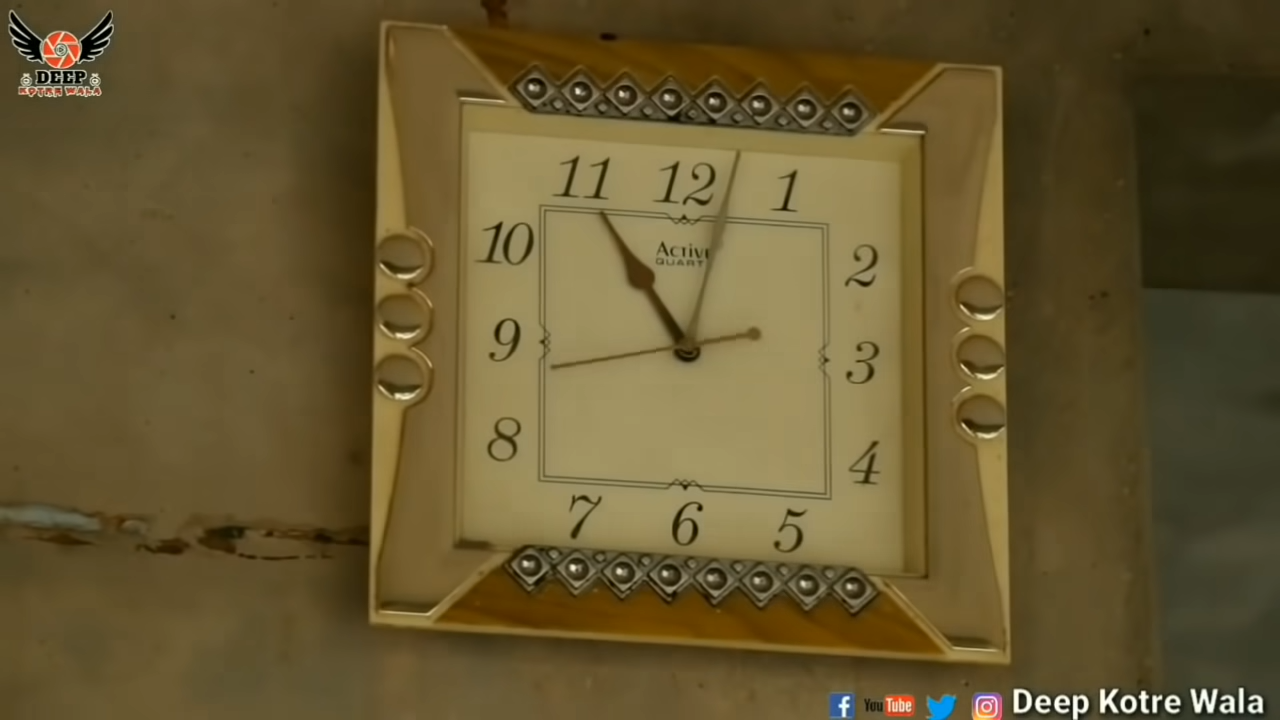 DEEP
KOTRE WALA
11 12 1
10 2
ACTIVE
QUARTZ
9 3
8 4
7 6 5
YouTube Deep Kotre Wala